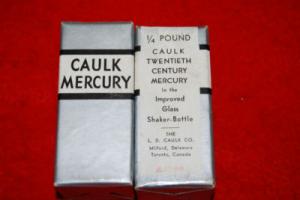 CAULK
MERCURY
¼ POUND
CAULK
TWENTIETH
CENTURY
MERCURY
In the
Improved
Glass
Shaker-Bottle
THE
L. D. CAULK CO.
Milford, Delaware
Toronto, Canada